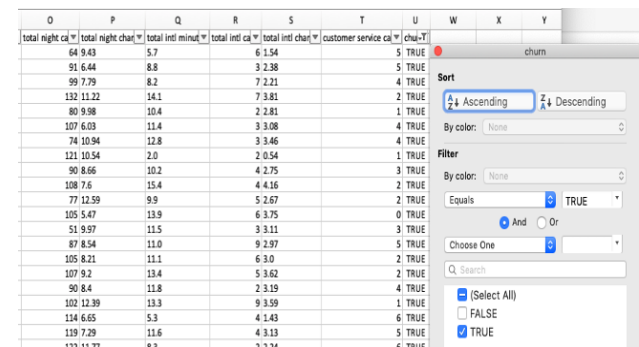 O P Q R S T U W X Y
total night ca total night char total intl minut total intl ca total intl char customer service ca chu
64 9.43 5.7 6 1.54 5 TRUE
91 6.44 8.8 3 2.38 5 TRUE
99 7.79 8.2 7 2.21 4 TRUE
132 11.22 14.1 7 3.81 2 TRUE
80 9.98 10.4 2 2.81 1 TRUE
107 6.03 11.4 3 3.08 4 TRUE
74 10.94 12.8 3 3.46 4 TRUE
121 10.54 2.0 2 0.54 1 TRUE
90 8.66 10.2 4 2.75 3 TRUE
108 7.6 15.4 4 4.16 2 TRUE
77 12.59 9.9 5 2.67 2 TRUE
105 5.47 13.9 6 3.75 0 TRUE
51 9.97 11.5 3 3.11 3 TRUE
87 8.54 11.0 9 2.97 5 TRUE
105 8.21 11.1 6 3.0 2 TRUE
107 9.2 13.4 5 3.62 2 TRUE
90 8.4 11.8 2 3.19 4 TRUE
102 12.39 13.3 9 3.59 1 TRUE
114 6.65 5.3 4 1.43 6 TRUE
119 7.29 11.6 4 3.13 5 TRUE
churn
Sort
Ascending Descending
By color: None
Filter
By color: None
Equals TRUE
And Or
Choose One
Search
(Select All)
FALSE
TRUE